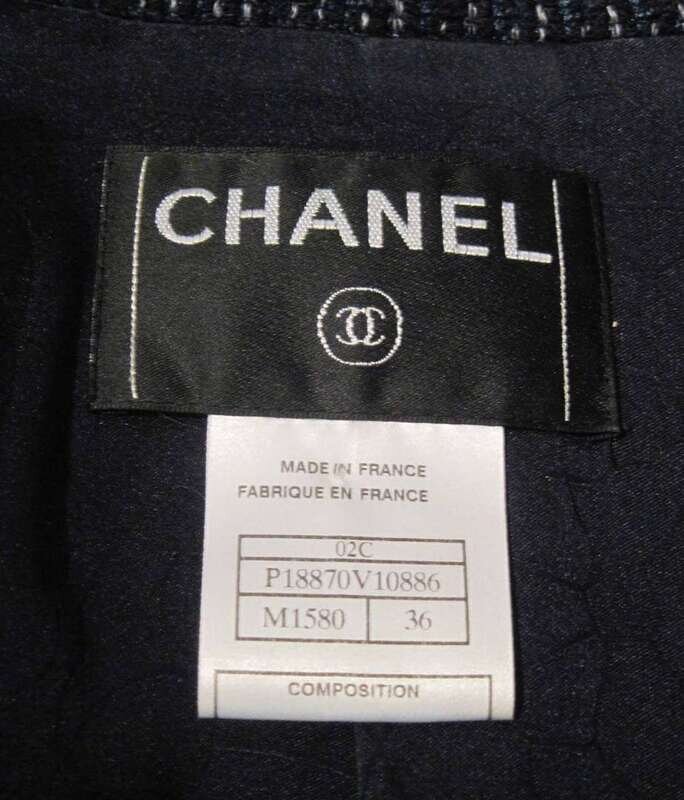 CHANEL
MADE IN FRANCE
FABRIQUE EN FRANCE
02C
P18870V10886
M1580 36
COMPOSITION